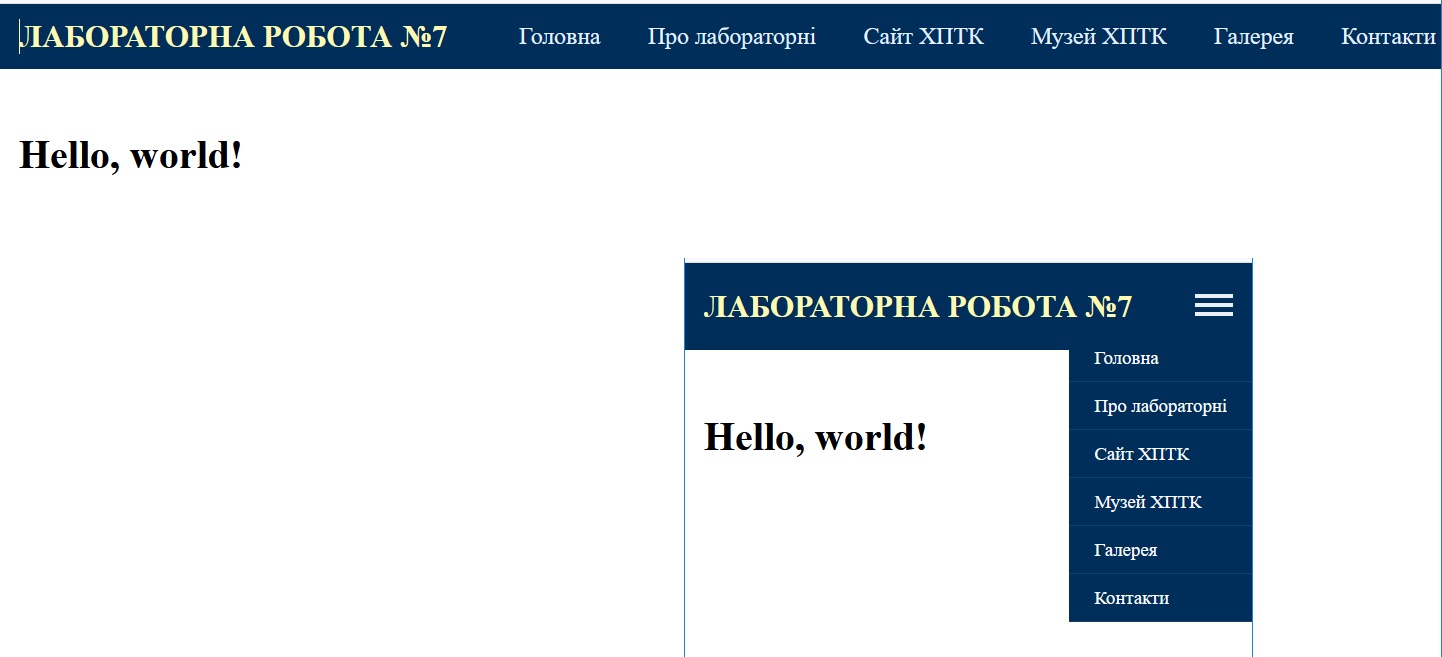 ЛАБОРАТОРНА РОБОТА №7 Головна Про лабораторні Сайт ХПТК Музей ХПТК Галерея Контакти
Hello, world!
ЛАБОРАТОРНА РОБОТА №7
Головна
Про лабораторні
Hello, world!
Сайт ХПТК
Музей ХПТК
Галерея
Контакти